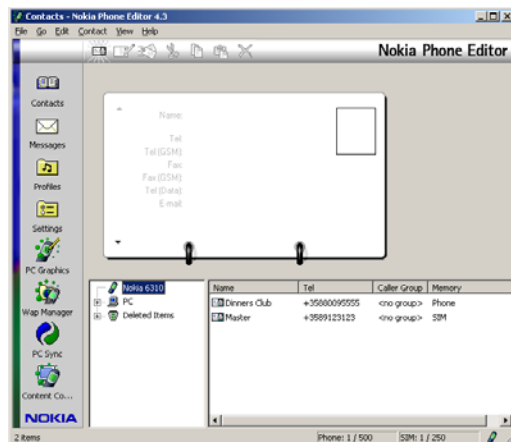 Contacts - Nokia Phone Editor 4.3
File Go Edit Contact View Help
Nokia Phone Editor
Contacts
Messages
Profiles
Settings
PC Graphics
Wap Manager
PC Sync
Content Co...
NOKIA
Name:
Tel:
Tel (GSM):
Fax:
Fax (GSM):
Tel (Data):
E-mail:
Nokia 6310
PC
Deleted Items
Name Tel Caller Group Memory
Dinners Club +35880095555 <no group> Phone
Master +3589123123 <no group> SIM
2 items Phone: 1 / 500 SIM: 1 / 250